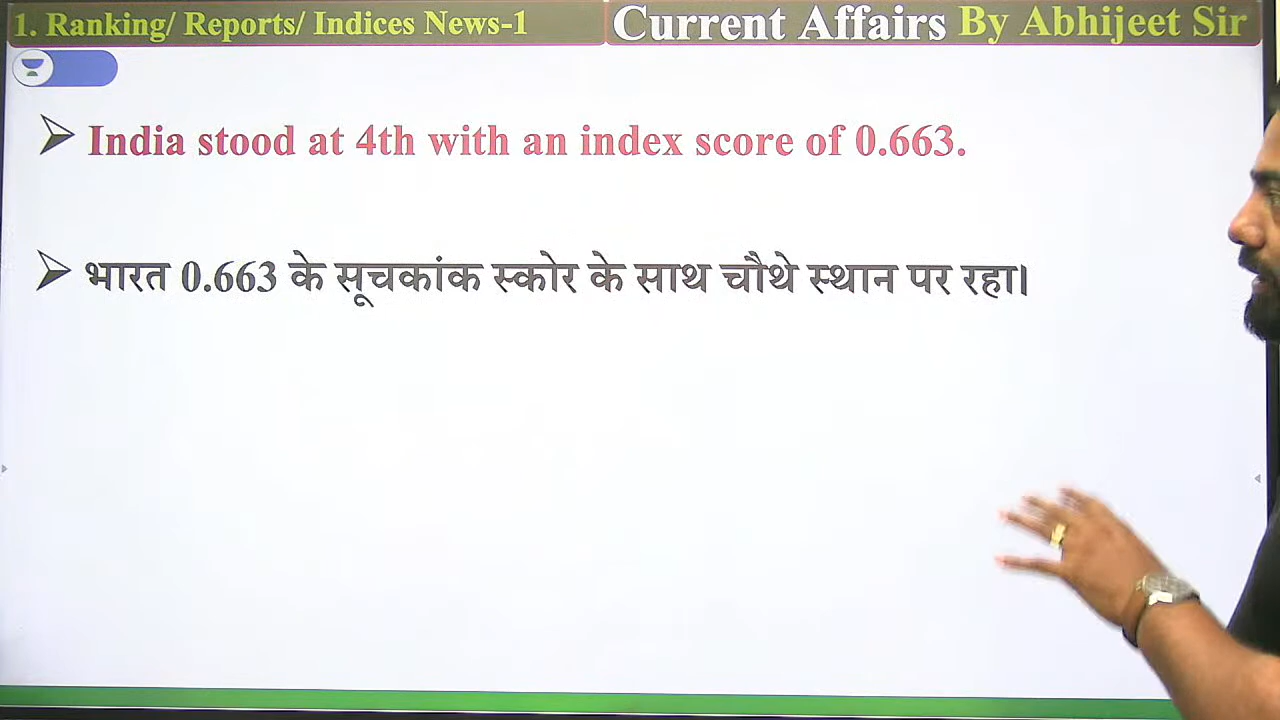 1. Ranking/ Reports/ Indices News-1
Current Affairs By Abhijeet Sir
India stood at 4th with an index score of 0.663.
भारत 0.663 के सूचकांक स्कोर के साथ चौथे स्थान पर रहा।